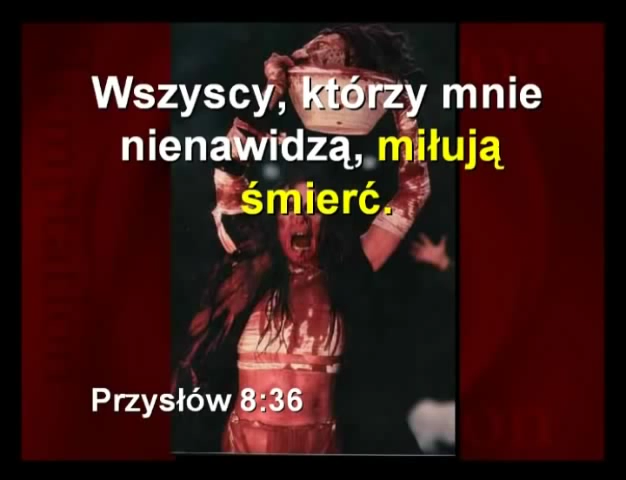 Wszyscy, którzy mnie
nienawidzą, miłują
śmierć.
Przysłów 8:36